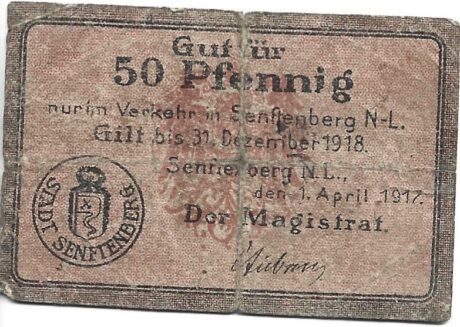 Gut für
50 Pfennig
nur im Verkehr in Senftenberg N-L.
Gilt bis 31. Dezember 1918.
Senftenberg N.L.,
den 1. April 1917.
Der Magistrat.
STADT SENFTENBERG